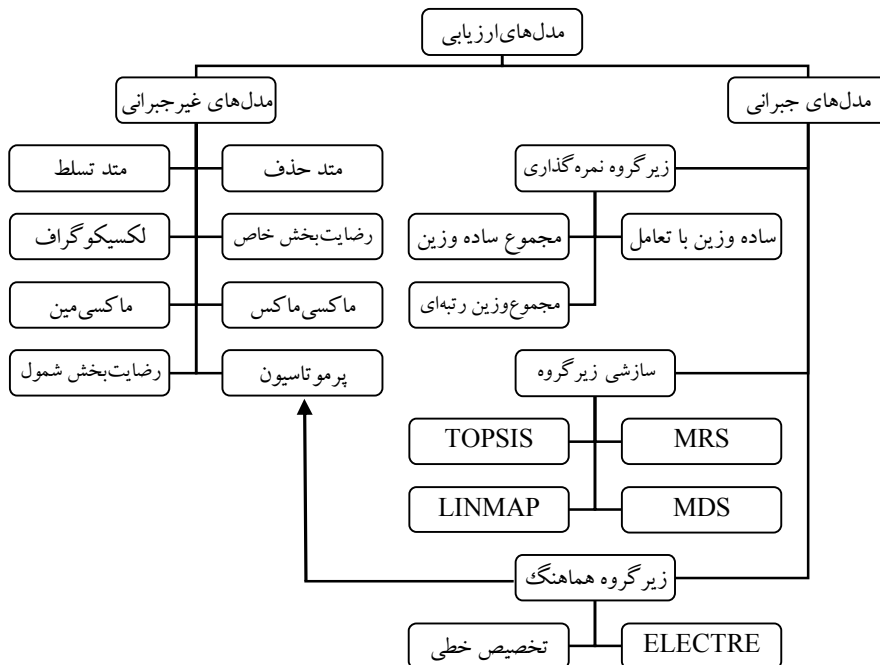 مدل‌های ارزیابی
مدل‌های جبرانی
مدل‌های غیرجبرانی
زیرگروه نمره‌گذاری
متد حذف
متد تسلط
ساده وزین با تعامل
مجموع ساده وزین
رضایت‌بخش خاص
لکسیکوگراف
مجموع‌وزین رتبه‌ای
ماکسی‌ماکس
ماکسی‌مین
سازشی زیرگروه
پرموتاسیون
رضایت‌بخش شمول
MRS
TOPSIS
MDS
LINMAP
زیرگروه هماهنگ
ELECTRE
تخصیص خطی